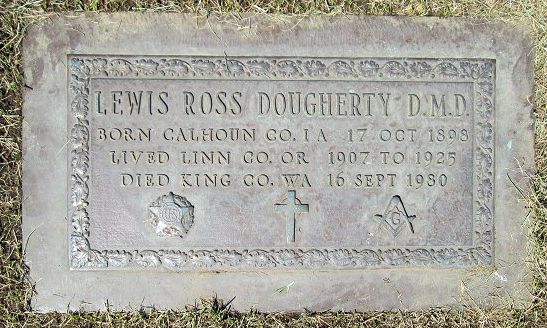 LEWIS ROSS DOUGHERTY D.M.D.
BORN CALHOUN CO. IA 17 OCT 1898
LIVED LINN CO. OR 1907 TO 1925
DIED KING CO. WA 16 SEPT 1980
G